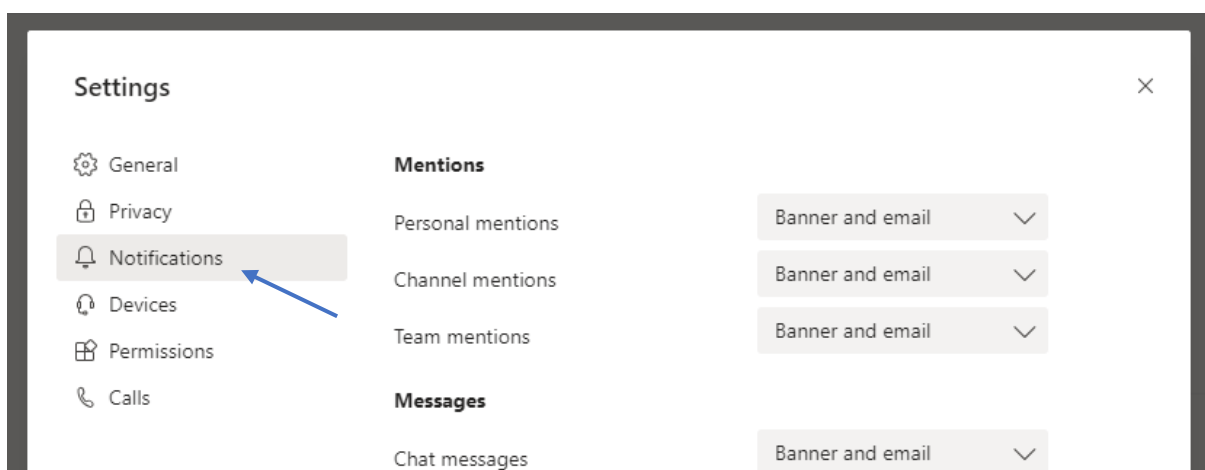 Settings
General
Privacy
Notifications
Devices
Permissions
Calls
Mentions
Personal mentions Banner and email
Channel mentions Banner and email
Team mentions Banner and email
Messages
Chat messages Banner and email